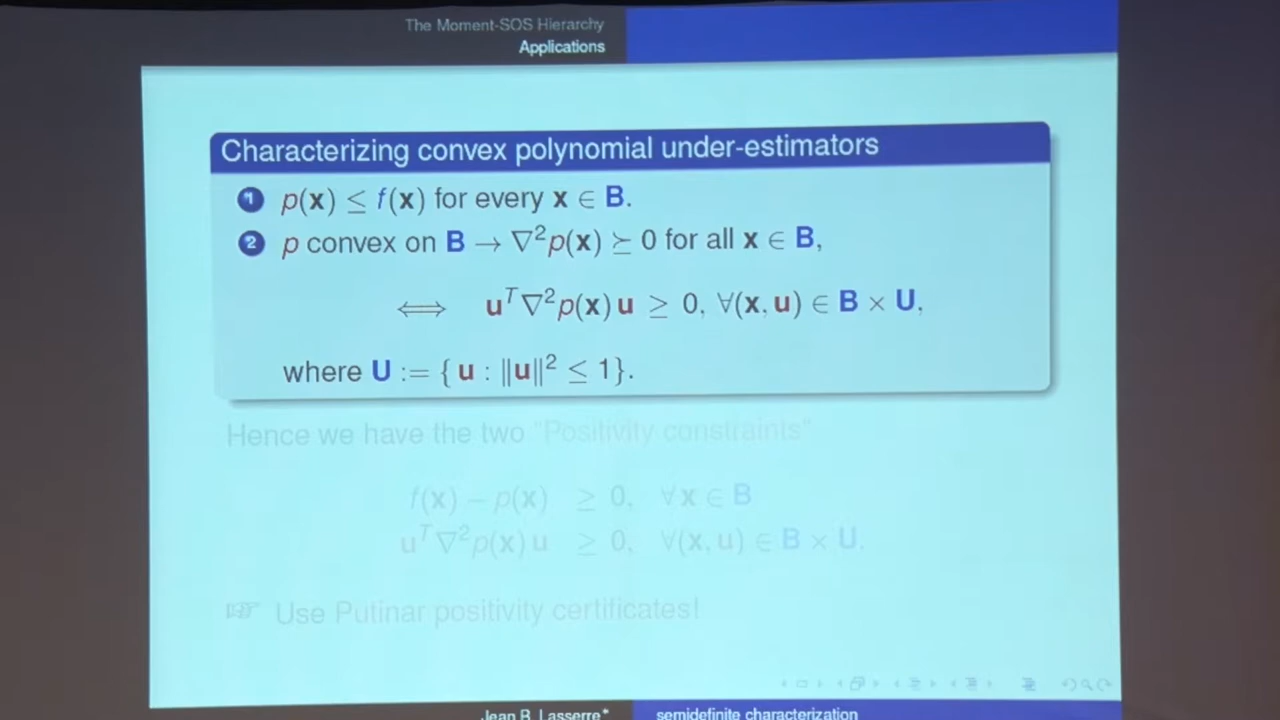 The Moment-SOS Hierarchy
Applications
Characterizing convex polynomial under-estimators
1 p(x) ≤ f(x) for every x ∈ B.
2 p convex on B → ∇²p(x) ⪰ 0 for all x ∈ B,
⟺ uᵀ∇²p(x) u ≥ 0, ∀(x, u) ∈ B × U,
where U := { u : ‖u‖² ≤ 1}.
Hence we have the two "Positivity constraints"
f(x) − p(x) ≥ 0, ∀x ∈ B
uᵀ∇²p(x) u ≥ 0, ∀(x, u) ∈ B × U.
☞ Use Putinar positivity certificates!
Jean B. Lasserre* semidefinite characterization